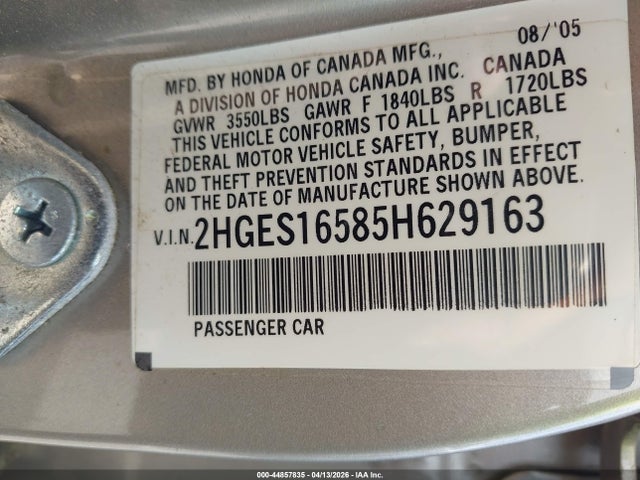 08/'05
MFD. BY HONDA OF CANADA MFG.,
A DIVISION OF HONDA CANADA INC. CANADA
GVWR 3550LBS GAWR F 1840LBS R 1720LBS
THIS VEHICLE CONFORMS TO ALL APPLICABLE
FEDERAL MOTOR VEHICLE SAFETY, BUMPER,
AND THEFT PREVENTION STANDARDS IN EFFECT
ON THE DATE OF MANUFACTURE SHOWN ABOVE.
V.I.N. 2HGES16585H629163
PASSENGER CAR
000-44857835 - 04/13/2026 - IAA Inc.